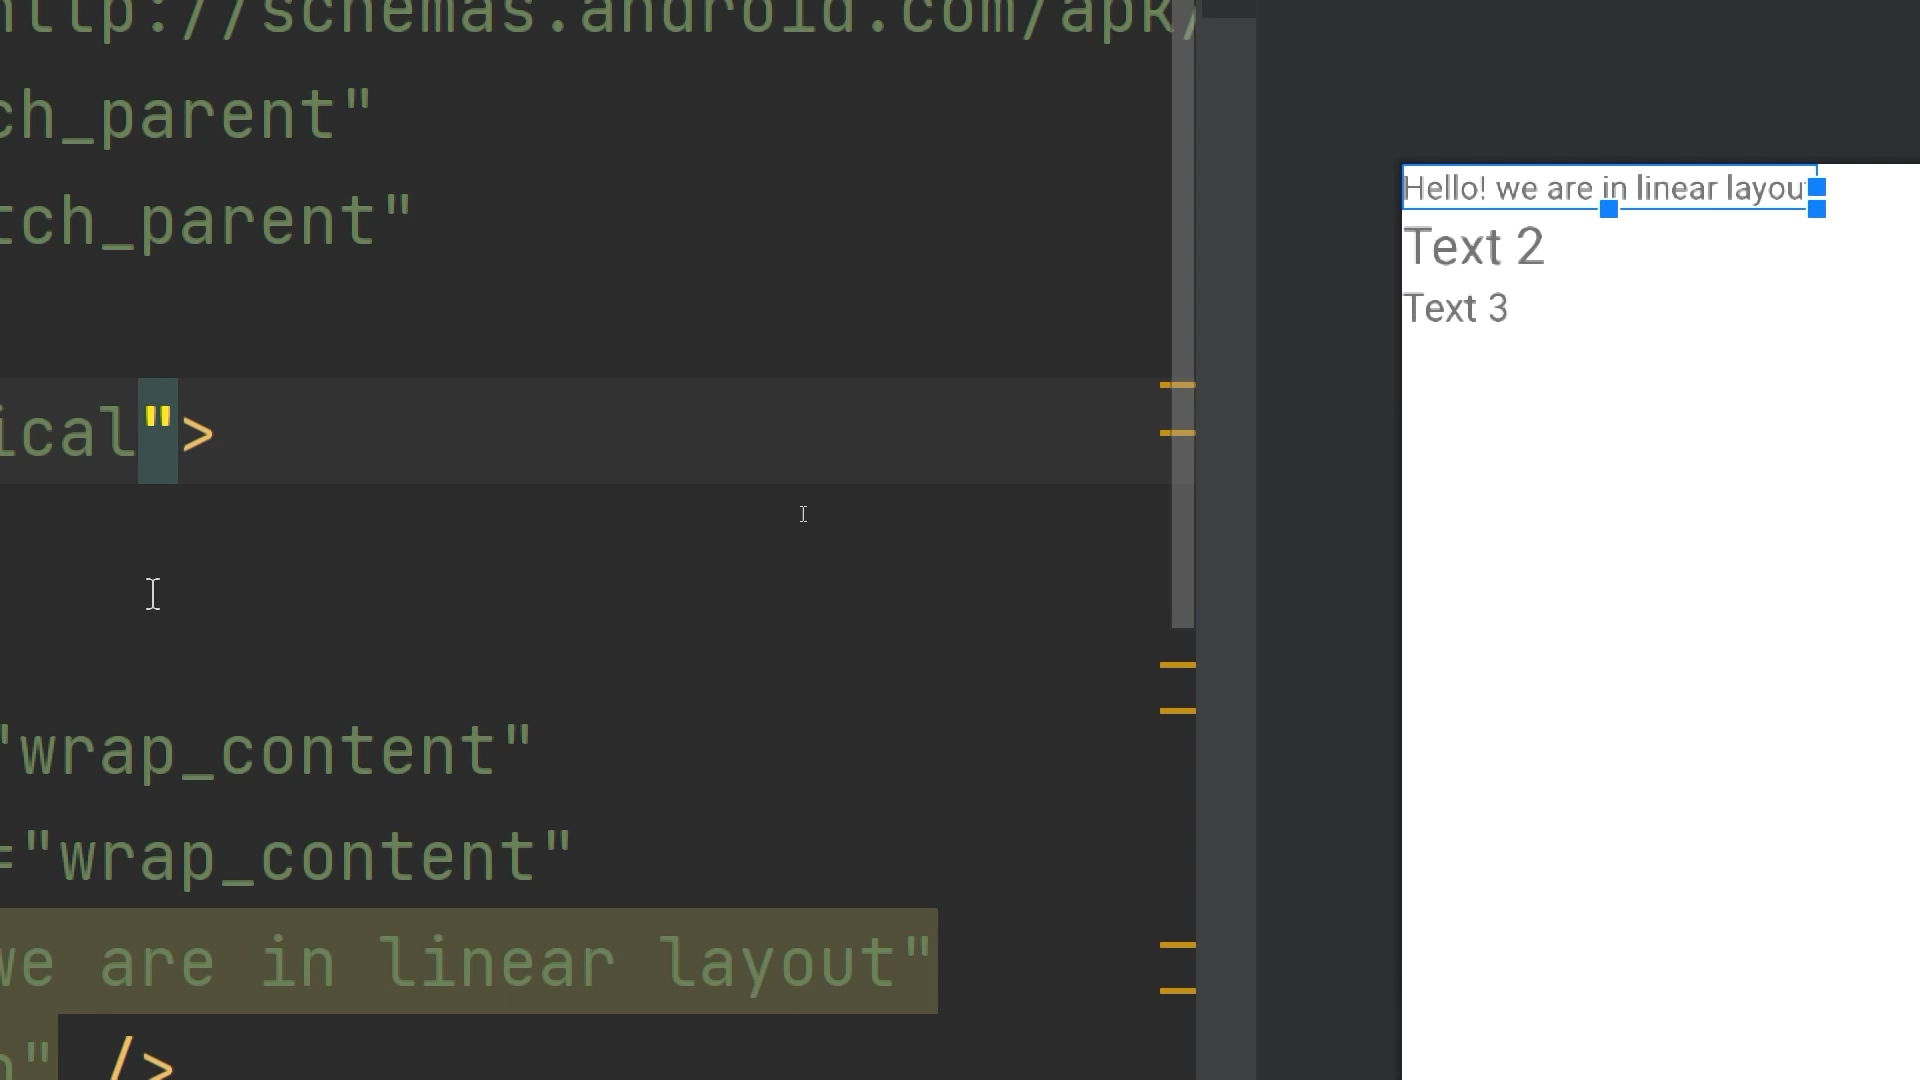 http://schemas.android.com/apk/
ch_parent"
tch_parent"
ical">
"wrap_content"
="wrap_content"
we are in linear layout"
" />
Hello! we are in linear layou
Text 2
Text 3